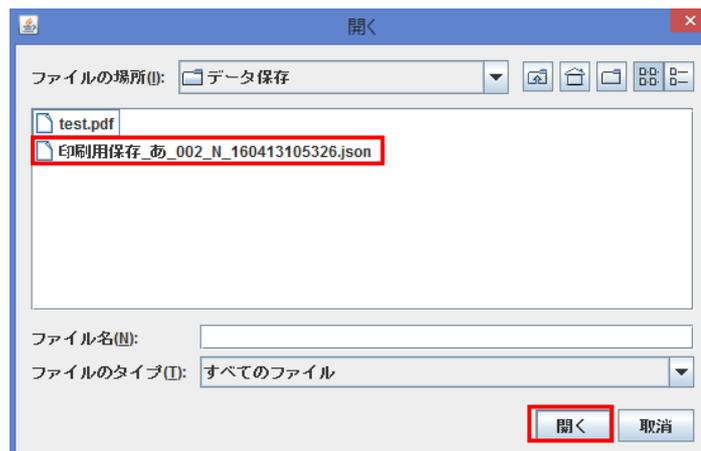 開く
ファイルの場所(I): データ保存
test.pdf
印刷用保存_あ_002_N_160413105326.json
ファイル名(N):
ファイルのタイプ(T): すべてのファイル
開く 取消